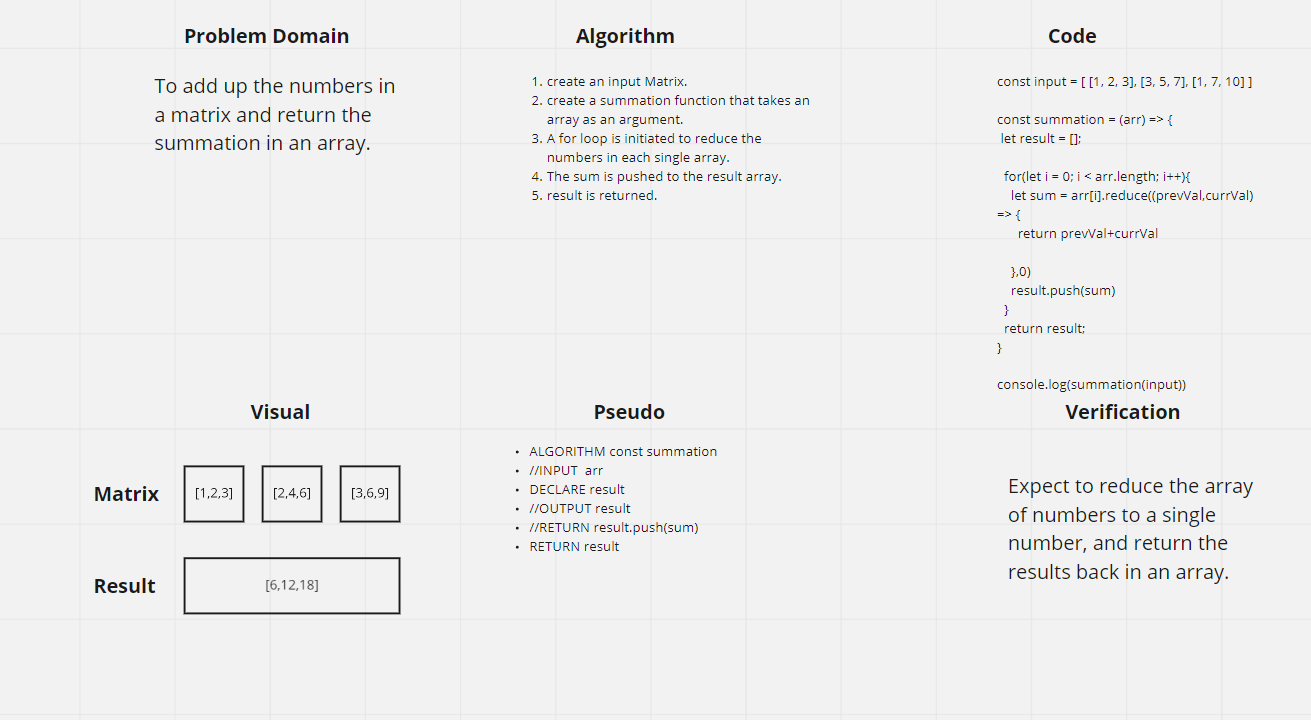 Problem Domain
To add up the numbers in
a matrix and return the
summation in an array.
Algorithm
1. create an input Matrix.
2. create a summation function that takes an
array as an argument.
3. A for loop is initiated to reduce the
numbers in each single array.
4. The sum is pushed to the result array.
5. result is returned.
Code
const input = [ [1, 2, 3], [3, 5, 7], [1, 7, 10] ]
const summation = (arr) => {
let result = [];
for(let i = 0; i < arr.length; i++){
let sum = arr[i].reduce((prevVal,currVal)
=> {
return prevVal+currVal
},0)
result.push(sum)
}
return result;
}
console.log(summation(input))
Visual
Matrix
[1,2,3]
[2,4,6]
[3,6,9]
Result
[6,12,18]
Pseudo
• ALGORITHM const summation
• //INPUT  arr
• DECLARE result
• //OUTPUT result
• //RETURN result.push(sum)
• RETURN result
Verification
Expect to reduce the array
of numbers to a single
number, and return the
results back in an array.